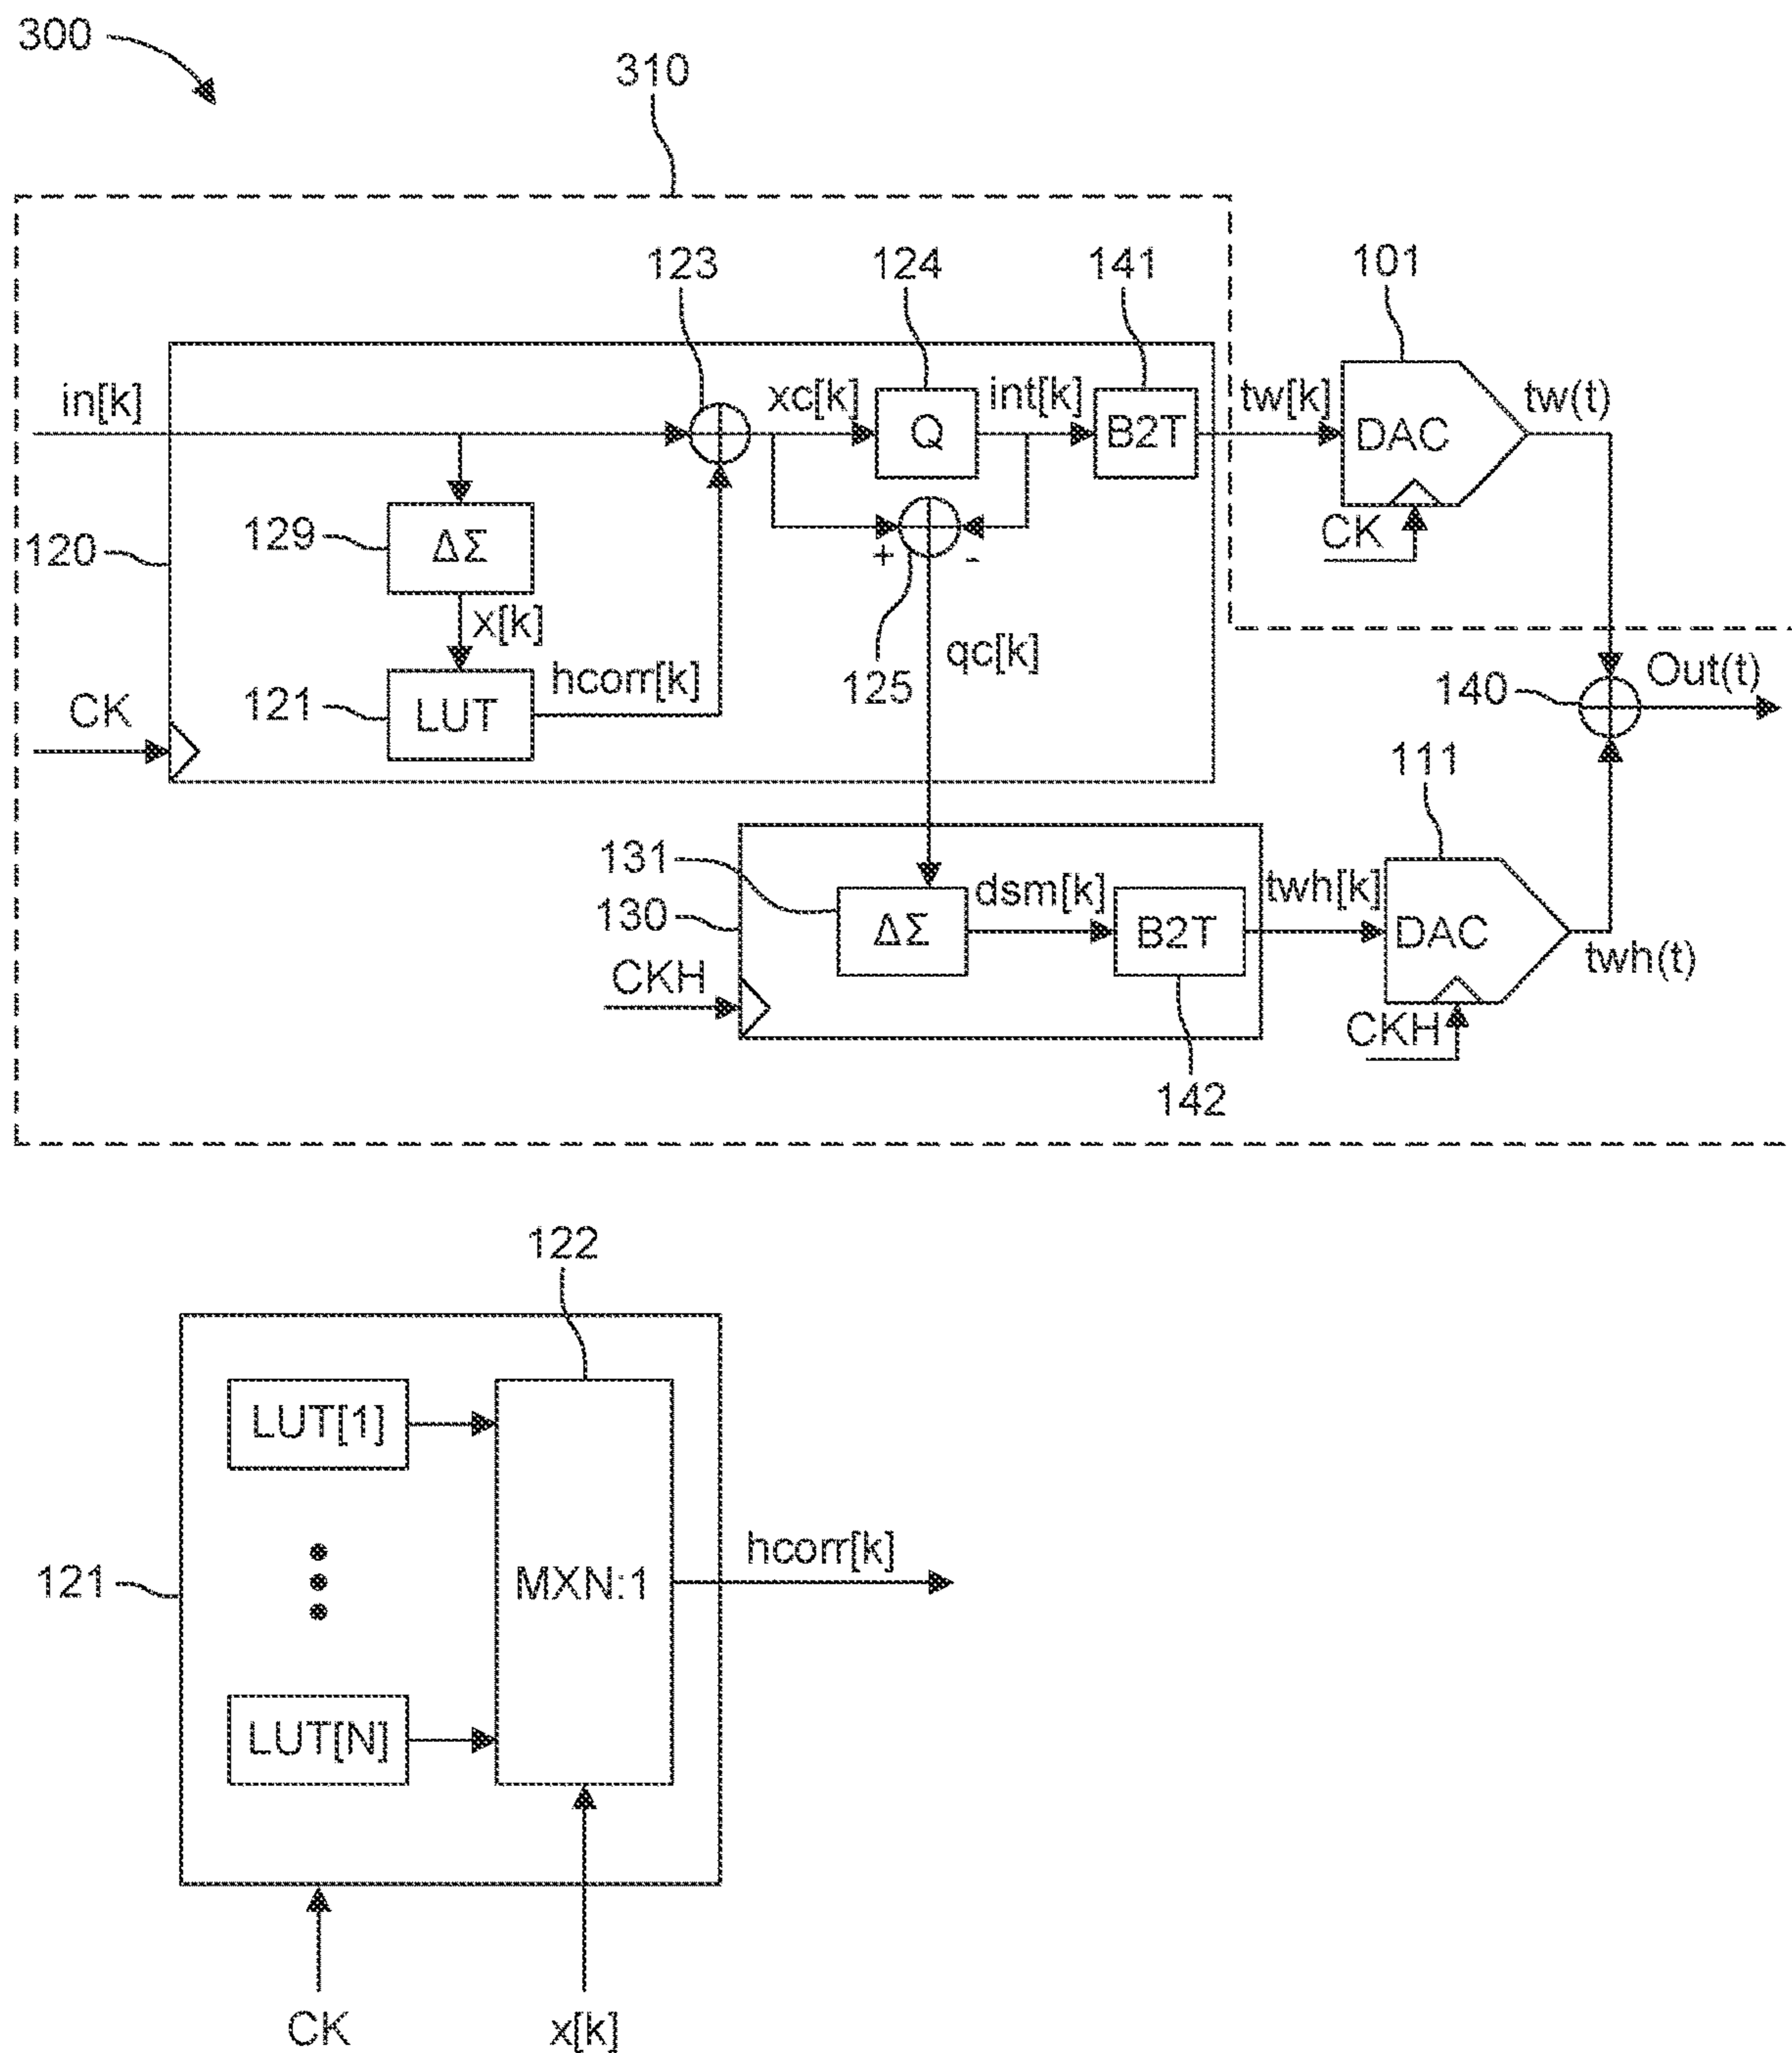 300
310
123
124
141
101
in[k]
xc[k]
int[k]
tw[k]
tw(t)
Q
B2T
DAC
129
ΔΣ
+
-
CK
120
x[k]
qc[k]
125
hcorr[k]
121
LUT
CK
140
Out(t)
111
131
130
ΔΣ
dsm[k]
B2T
twh[k]
DAC
twh(t)
CKH
CKH
142
122
LUT[1]
121
MXN:1
hcorr[k]
LUT[N]
CK
x[k]